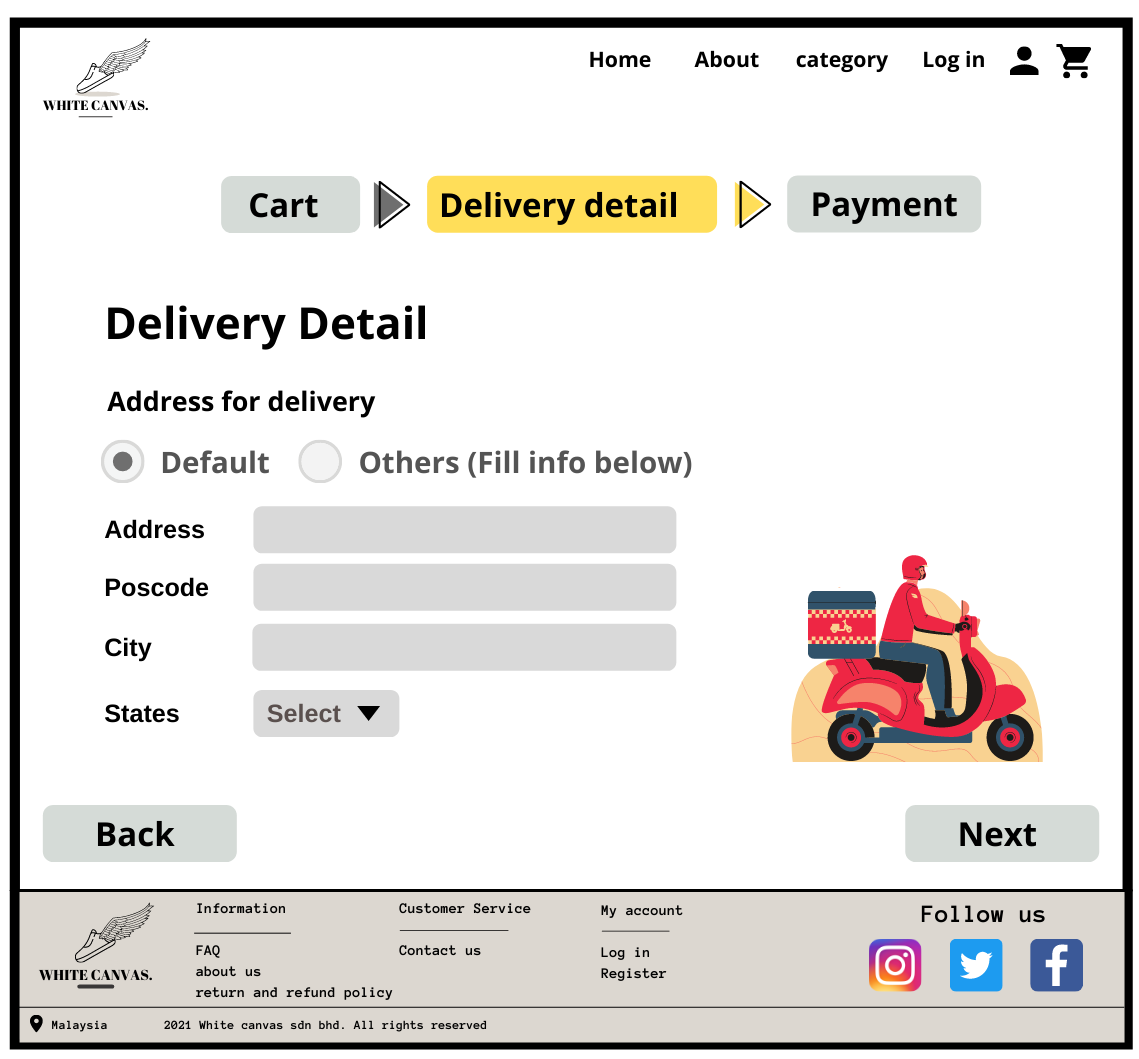 Home About category Log in
WHITE CANVAS.
Cart Delivery detail Payment
Delivery Detail
Address for delivery
Default Others (Fill info below)
Address
Poscode
City
States Select
Back Next
Information
FAQ
about us
return and refund policy
Customer Service
Contact us
My account
Log in
Register
Follow us
WHITE CANVAS.
Malaysia 2021 White canvas sdn bhd. All rights reserved